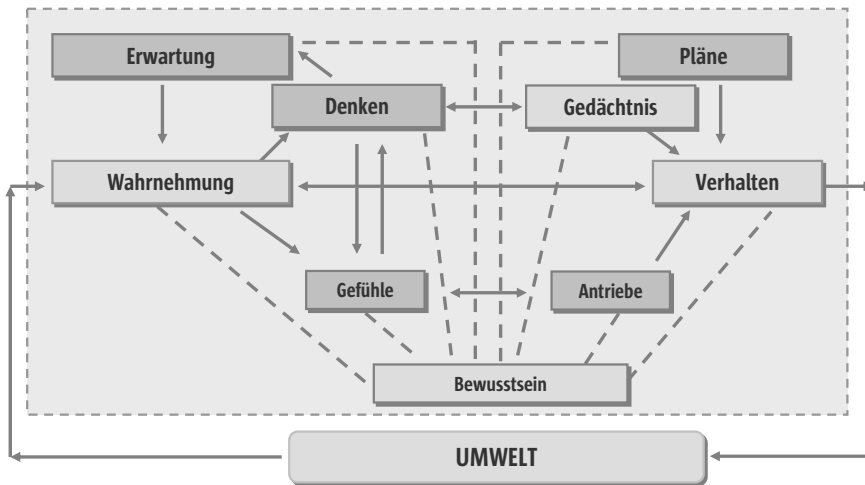 Erwartung
Pläne
Denken
Gedächtnis
Wahrnehmung
Verhalten
Gefühle
Antriebe
Bewusstsein
UMWELT